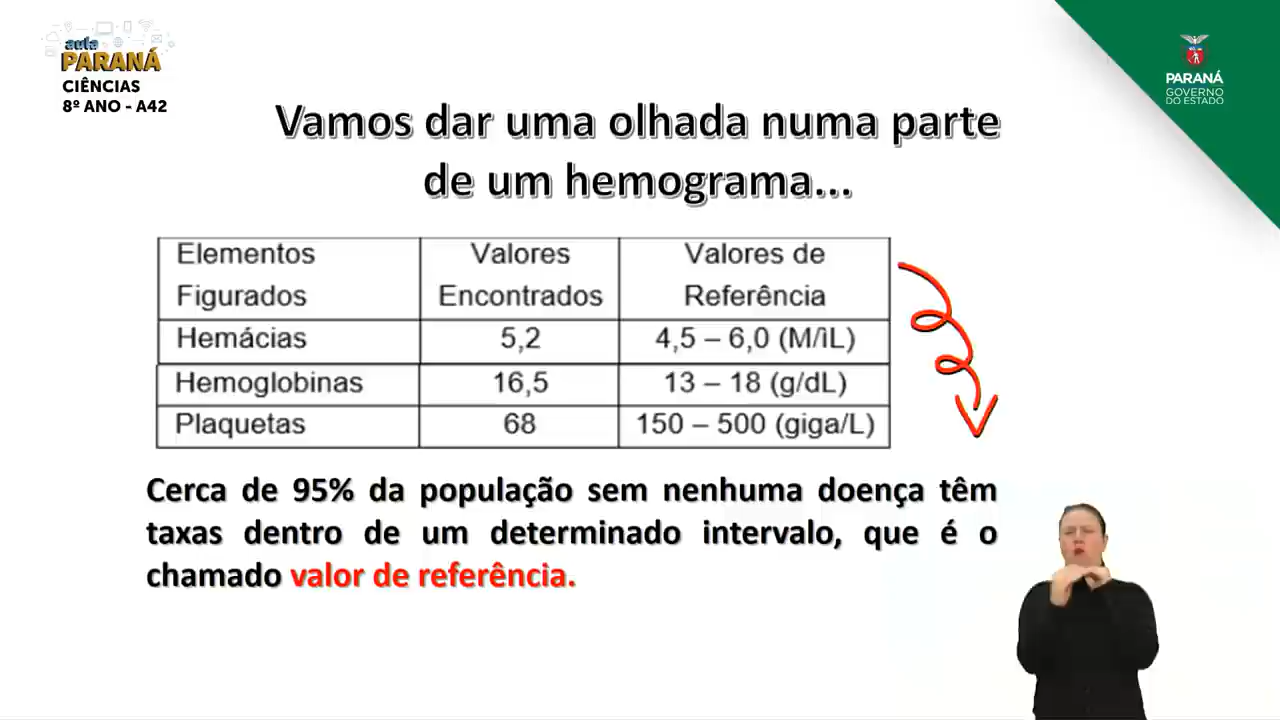 aula
PARANÁ
CIÊNCIAS
8º ANO - A42
PARANÁ
GOVERNO
DO ESTADO
Vamos dar uma olhada numa parte
de um hemograma...
Elementos Figurados Valores Encontrados Valores de Referência
Hemácias 5,2 4,5 – 6,0 (M/ìL)
Hemoglobinas 16,5 13 – 18 (g/dL)
Plaquetas 68 150 – 500 (giga/L)
Cerca de 95% da população sem nenhuma doença têm
taxas dentro de um determinado intervalo, que é o
chamado valor de referência.